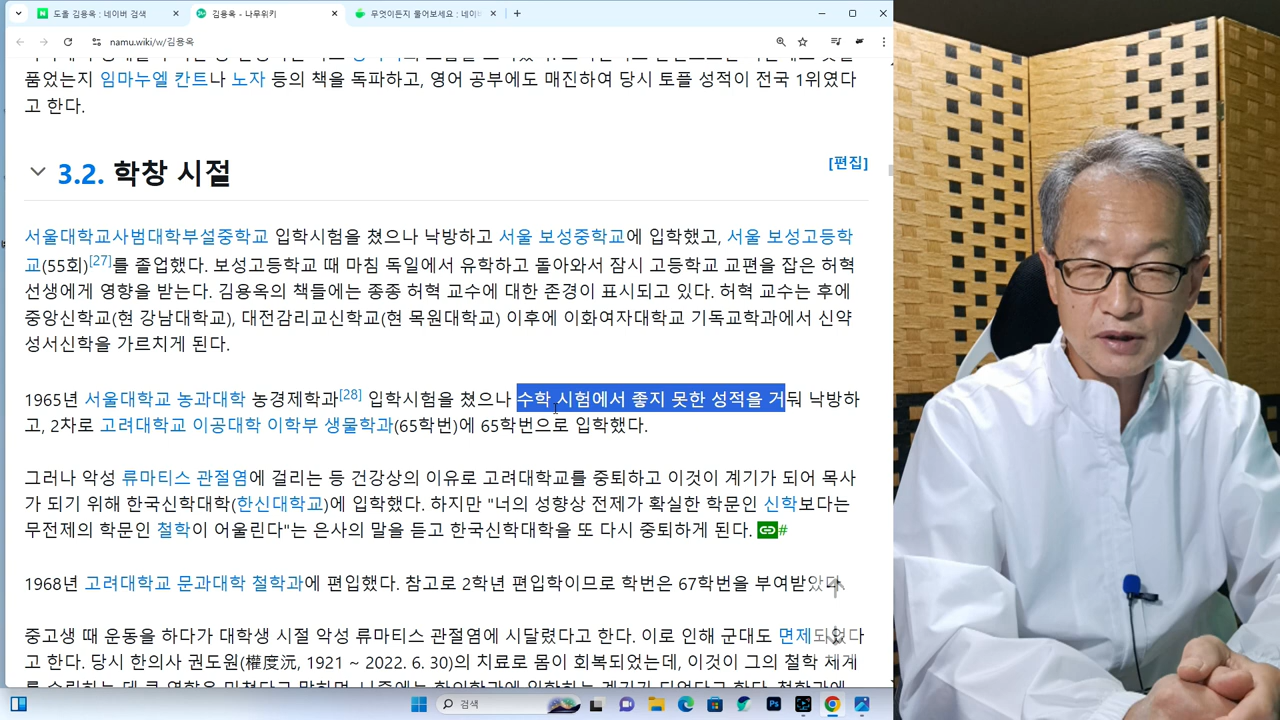 도올 김용옥 : 네이버 검색
김용옥 - 나무위키
무엇이든지 물어보세요 : 네이버
namu.wiki/w/김용옥
품었는지 임마누엘 칸트나 노자 등의 책을 독파하고, 영어 공부에도 매진하여 당시 토플 성적이 전국 1위였다
고 한다.
3.2. 학창 시절
[편집]
서울대학교사범대학부설중학교 입학시험을 쳤으나 낙방하고 서울 보성중학교에 입학했고, 서울 보성고등학
교(55회)[27]를 졸업했다. 보성고등학교 때 마침 독일에서 유학하고 돌아와서 잠시 고등학교 교편을 잡은 허혁
선생에게 영향을 받는다. 김용옥의 책들에는 종종 허혁 교수에 대한 존경이 표시되고 있다. 허혁 교수는 후에
중앙신학교(현 강남대학교), 대전감리교신학교(현 목원대학교) 이후에 이화여자대학교 기독교학과에서 신약
성서신학을 가르치게 된다.
1965년 서울대학교 농과대학 농경제학과[28] 입학시험을 쳤으나 수학 시험에서 좋지 못한 성적을 거둬 낙방하
고, 2차로 고려대학교 이공대학 이학부 생물학과(65학번)에 65학번으로 입학했다.
그러나 악성 류마티스 관절염에 걸리는 등 건강상의 이유로 고려대학교를 중퇴하고 이것이 계기가 되어 목사
가 되기 위해 한국신학대학(한신대학교)에 입학했다. 하지만 "너의 성향상 전제가 확실한 학문인 신학보다는
무전제의 학문인 철학이 어울린다"는 은사의 말을 듣고 한국신학대학을 또 다시 중퇴하게 된다. #
1968년 고려대학교 문과대학 철학과에 편입했다. 참고로 2학년 편입학이므로 학번은 67학번을 부여받았다.
중고생 때 운동을 하다가 대학생 시절 악성 류마티스 관절염에 시달렸다고 한다. 이로 인해 군대도 면제되었다
고 한다. 당시 한의사 권도원(權度沅, 1921 ~ 2022. 6. 30)의 치료로 몸이 회복되었는데, 이것이 그의 철학 체계
검색
Ps